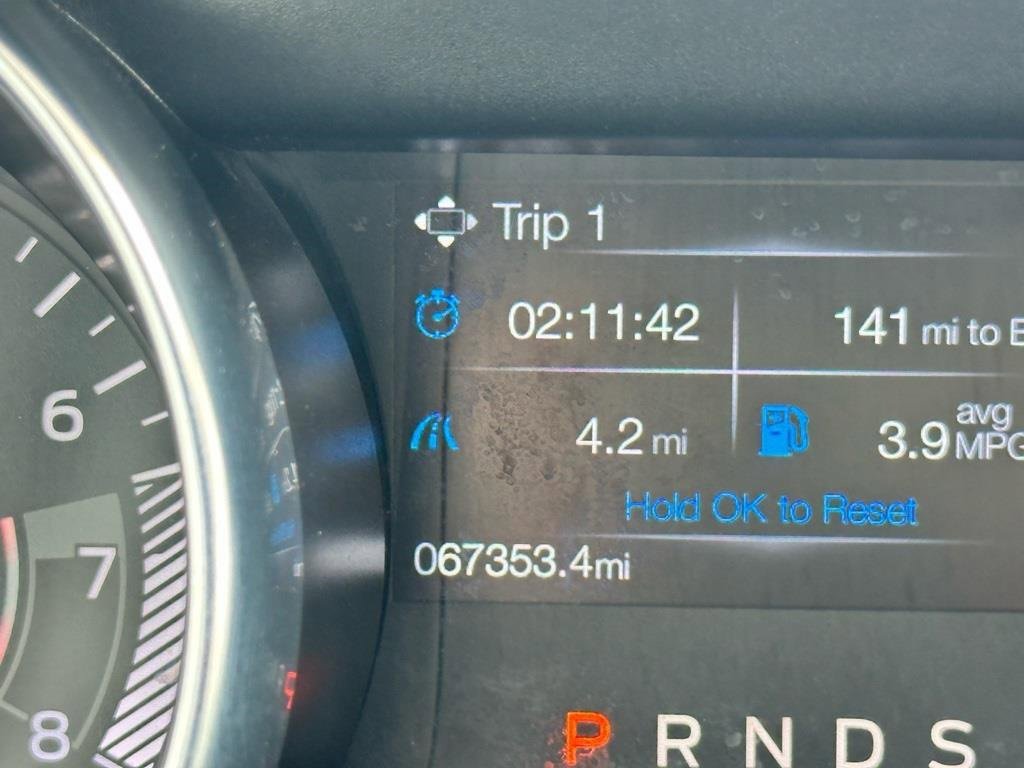 Trip 1
02:11:42
141 mi to E
4.2 mi
3.9 avg MPG
Hold OK to Reset
067353.4mi
6
7
8
P R N D S